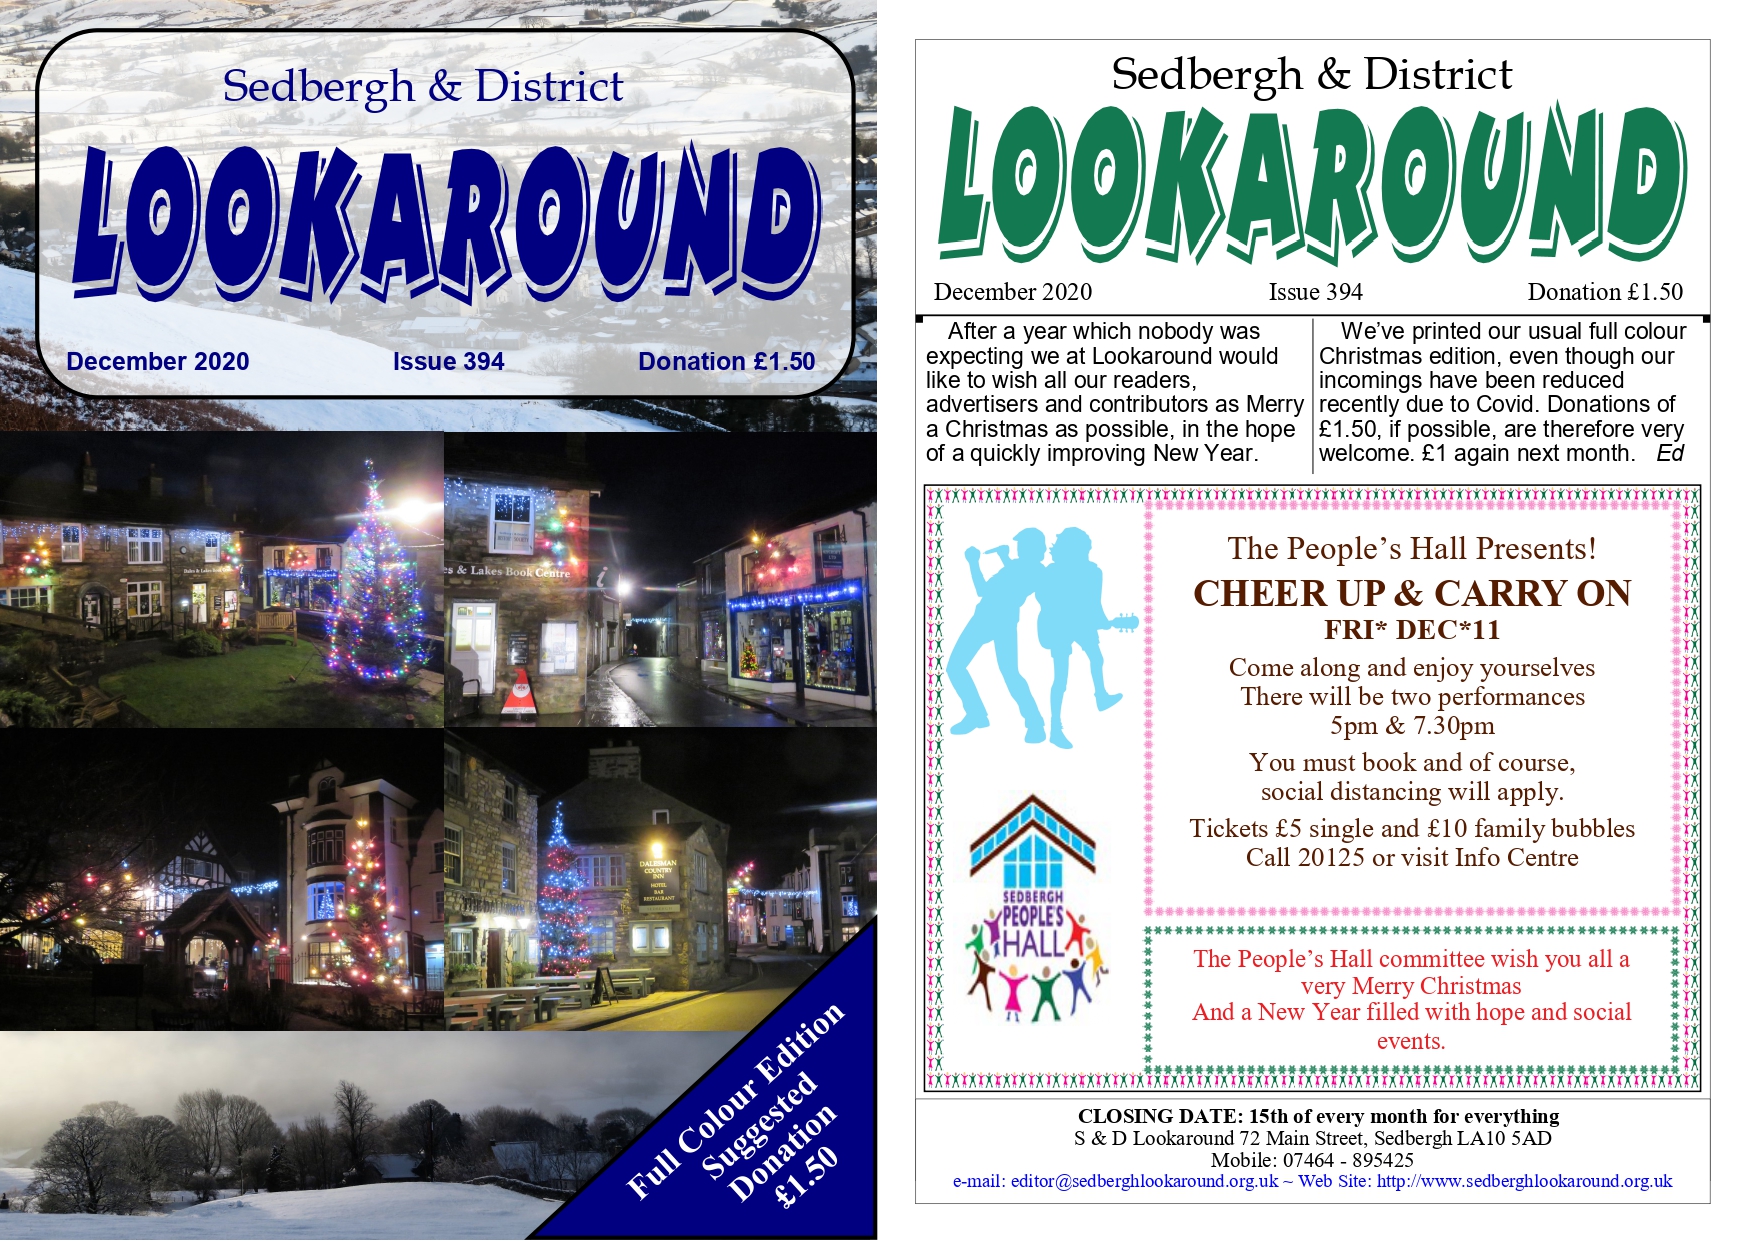 Sedbergh & District
LOOKAROUND
December 2020 Issue 394 Donation £1.50
Dales & Lakes Book Centre
i
es & Lakes Book Centre
DALESMAN
COUNTRY
INN
HOTEL
BAR
RESTAURANT
Full Colour Edition
Suggested
Donation
£1.50
Sedbergh & District
LOOKAROUND
December 2020 Issue 394 Donation £1.50
After a year which nobody was
expecting we at Lookaround would
like to wish all our readers,
advertisers and contributors as Merry
a Christmas as possible, in the hope
of a quickly improving New Year.
We’ve printed our usual full colour
Christmas edition, even though our
incomings have been reduced
recently due to Covid. Donations of
£1.50, if possible, are therefore very
welcome. £1 again next month. Ed
The People’s Hall Presents!
CHEER UP & CARRY ON
FRI* DEC*11
Come along and enjoy yourselves
There will be two performances
5pm & 7.30pm
You must book and of course,
social distancing will apply.
Tickets £5 single and £10 family bubbles
Call 20125 or visit Info Centre
SEDBERGH
PEOPLE'S
HALL
The People’s Hall committee wish you all a
very Merry Christmas
And a New Year filled with hope and social
events.
CLOSING DATE: 15th of every month for everything
S & D Lookaround 72 Main Street, Sedbergh LA10 5AD
Mobile: 07464 - 895425
e-mail: editor@sedberghlookaround.org.uk ~ Web Site: http://www.sedberghlookaround.org.uk